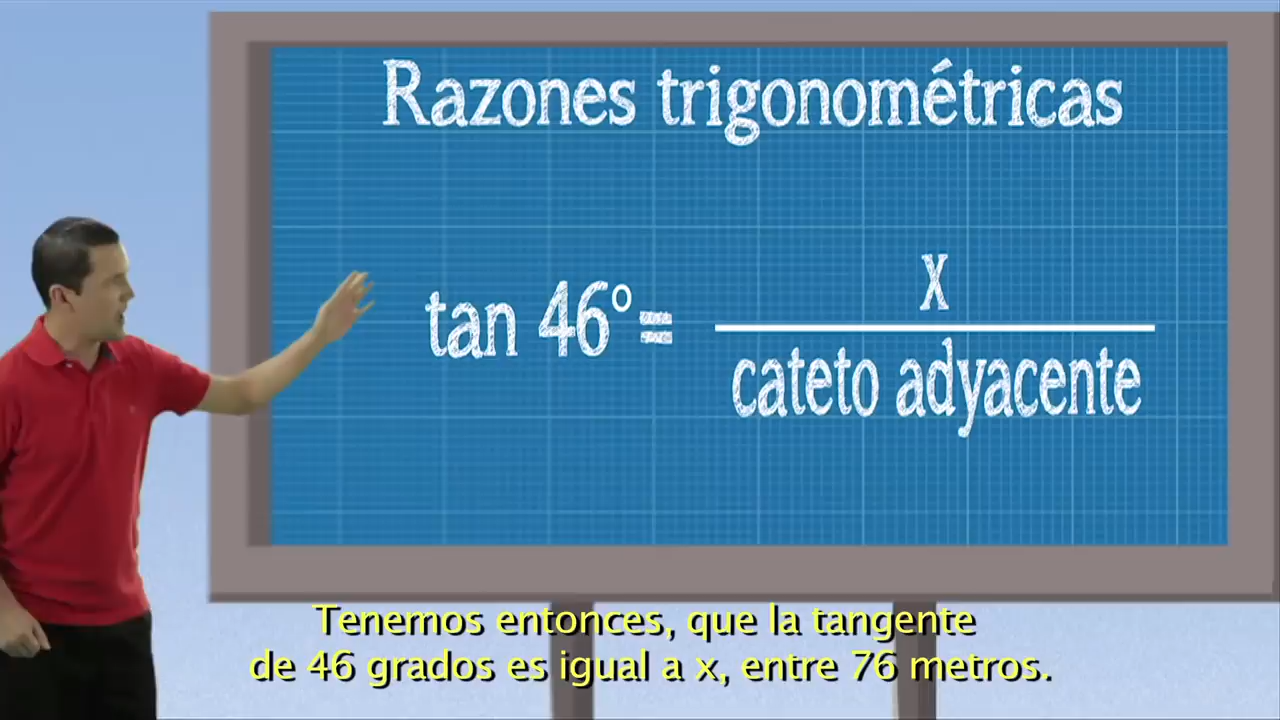 Razones trigonométricas
tan 46° =
x
cateto adyacente
Tenemos entonces, que la tangente
de 46 grados es igual a x, entre 76 metros.